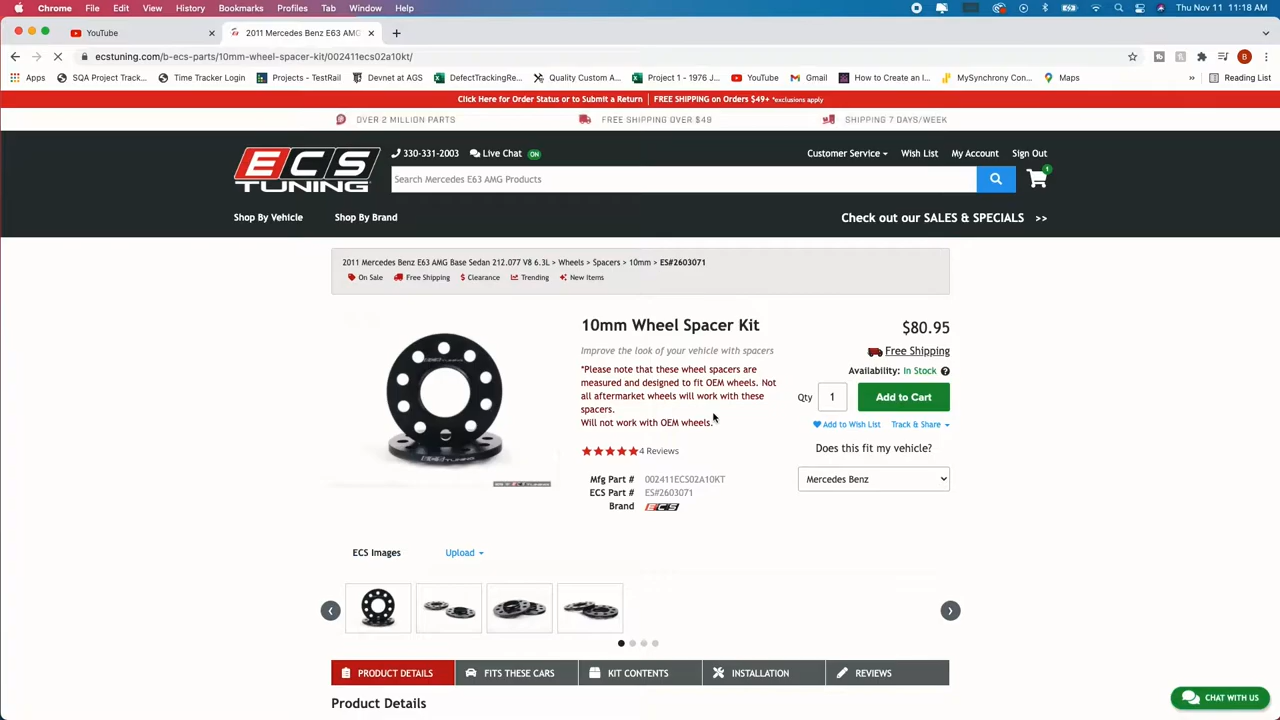 Chrome File Edit View History Bookmarks Profiles Tab Window Help Thu Nov 11 11:18 AM
YouTube × 2011 Mercedes Benz E63 AMG × +
ecstuning.com/b-ecs-parts/10mm-wheel-spacer-kit/002411ecs02a10kt/ B
Apps SQA Project Track... Time Tracker Login Projects - TestRail Devnet at AGS DefectTrackingRe... Quality Custom A... Project 1 - 1976 J... YouTube Gmail How to Create an I... MySynchrony Con... Maps » Reading List
Click Here for Order Status or to Submit a Return | FREE SHIPPING on Orders $49+ *exclusions apply
OVER 2 MILLION PARTS FREE SHIPPING OVER $49 SHIPPING 7 DAYS/WEEK
ECS TUNING
330-331-2003 Live Chat ON Customer Service Wish List My Account Sign Out
Search Mercedes E63 AMG Products 1
Shop By Vehicle Shop By Brand Check out our SALES & SPECIALS >>
2011 Mercedes Benz E63 AMG Base Sedan 212.077 V8 6.3L > Wheels > Spacers > 10mm > ES#2603071
On Sale Free Shipping $ Clearance Trending New Items
10mm Wheel Spacer Kit $80.95
Improve the look of your vehicle with spacers Free Shipping
*Please note that these wheel spacers are
measured and designed to fit OEM wheels. Not
all aftermarket wheels will work with these
spacers.
Will not work with OEM wheels.
Availability: In Stock
Qty 1 Add to Cart
Add to Wish List Track & Share
Does this fit my vehicle?
Mercedes Benz
4 Reviews
Mfg Part # 002411ECS02A10KT
ECS Part # ES#2603071
Brand ECS
ECS Images Upload
PRODUCT DETAILS FITS THESE CARS KIT CONTENTS INSTALLATION REVIEWS
Product Details
CHAT WITH US